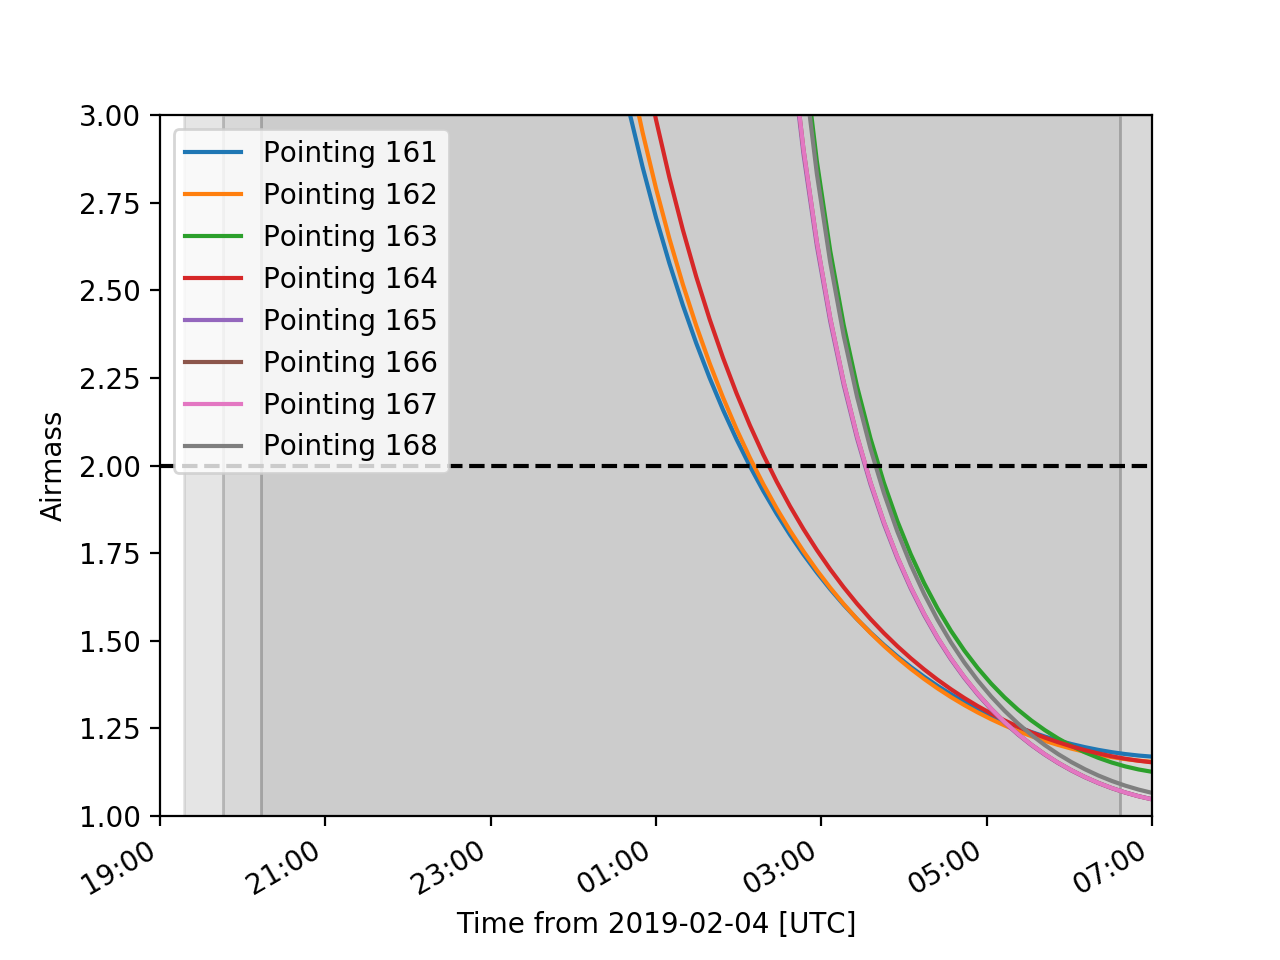 3.00
2.75
2.50
2.25
2.00
1.75
1.50
1.25
1.00
Airmass
Pointing 161
Pointing 162
Pointing 163
Pointing 164
Pointing 165
Pointing 166
Pointing 167
Pointing 168
19:00
21:00
23:00
01:00
03:00
05:00
07:00
Time from 2019-02-04 [UTC]